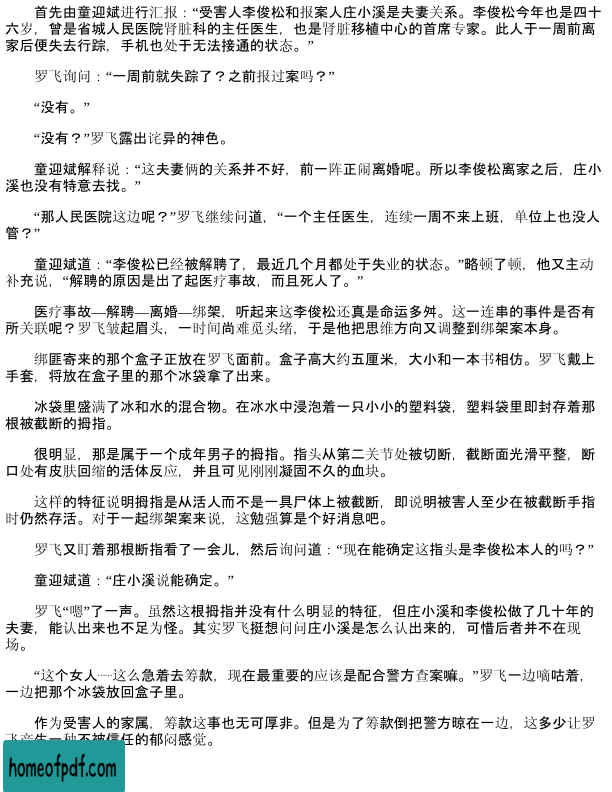 首先由童迎斌进行汇报：“受害人李俊松和报案人庄小溪是夫妻关系。李俊松今年也是四十
六岁，曾是省城人民医院肾脏科的主任医生，也是肾脏移植中心的首席专家。此人于一周前离
家后便失去行踪，手机也处于无法接通的状态。”
罗飞询问：“一周前就失踪了？之前报过案吗？”
“没有。”
“没有？”罗飞露出诧异的神色。
童迎斌解释说：“这夫妻俩的关系并不好，前一阵正闹离婚呢。所以李俊松离家之后，庄小
溪也没有特意去找。”
“那人民医院这边呢？”罗飞继续问道，“一个主任医生，连续一周不来上班，单位上也没人
管？”
童迎斌道：“李俊松已经被解聘了，最近几个月都处于失业的状态。”略顿了顿，他又主动
补充说，“解聘的原因是出了起医疗事故，而且死人了。”
医疗事故—解聘—离婚—绑架，听起来这李俊松还真是命运多舛。这一连串的事件是否有
所关联呢？罗飞皱起眉头，一时间尚难觅头绪，于是他把思维方向又调整到绑架案本身。
绑匪寄来的那个盒子正放在罗飞面前。盒子高大约五厘米，大小和一本书相仿。罗飞戴上
手套，将放在盒子里的那个冰袋拿了出来。
冰袋里盛满了冰和水的混合物。在冰水中浸泡着一只小小的塑料袋，塑料袋里即封存着那
根被截断的拇指。
很明显，那是属于一个成年男子的拇指。指头从第二关节处被切断，截断面光滑平整，断
口处有皮肤回缩的活体反应，并且可见刚刚凝固不久的血块。
这样的特征说明拇指是从活人而不是一具尸体上被截断，即说明被害人至少在被截断手指
时仍然存活。对于一起绑架案来说，这勉强算是个好消息吧。
罗飞又盯着那根断指看了一会儿，然后询问道：“现在能确定这指头是李俊松本人的吗？”
童迎斌道：“庄小溪说能确定。”
罗飞“嗯”了一声。虽然这根拇指并没有什么明显的特征，但庄小溪和李俊松做了几十年的
夫妻，能认出来也不足为怪。其实罗飞挺想问问庄小溪是怎么认出来的，可惜后者并不在现
场。
“这个女人┈┈这么急着去筹款，现在最重要的应该是配合警方查案嘛。”罗飞一边嘀咕着，
一边把那个冰袋放回盒子里。
作为受害人的家属，筹款这事也无可厚非。但是为了筹款倒把警方晾在一边，这多少让罗
飞产生一种不被信任的郁闷感觉。
homeofpdf.com